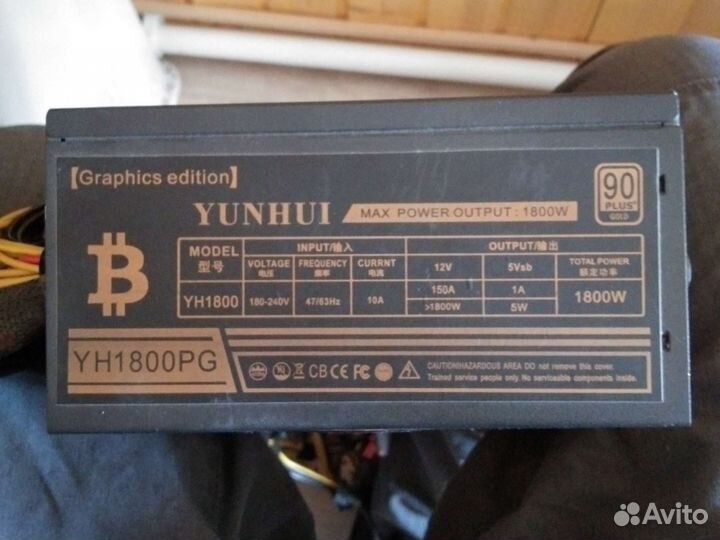 【Graphics edition】
YUNHUI
MAX POWER OUTPUT : 1800W
90
PLUS
GOLD
MODEL
型号
INPUT/输入
OUTPUT/输出
VOLTAGE
电压
FREQUENCY
频率
CURRNT
电流
12V
5Vsb
TOTAL POWER
额定功率
YH1800
180-240V
47/63Hz
10A
150A
1A
1800W
>1800W
5W
YH1800PG
CB CE
CAUTION!HAZARDOUS AREA DO not remove this cover.
Trained service people only. No serviceable components inside.
Avito